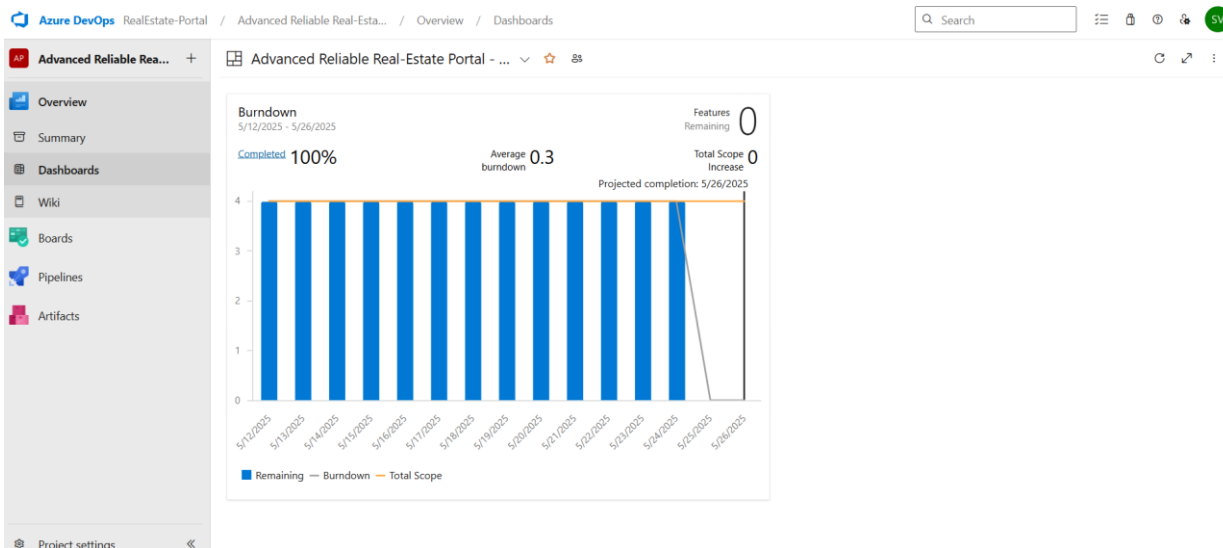 Azure DevOps RealEstate-Portal / Advanced Reliable Real-Esta... / Overview / Dashboards
Search
SV
AP Advanced Reliable Rea... +
Advanced Reliable Real-Estate Portal - ...
Overview
Summary
Dashboards
Wiki
Boards
Pipelines
Artifacts
Project settings
Burndown
5/12/2025 - 5/26/2025
Features
Remaining
0
Completed 100%
Average
burndown
0.3
Total Scope
Increase
0
Projected completion: 5/26/2025
4
3
2
1
0
5/12/2025
5/13/2025
5/14/2025
5/15/2025
5/16/2025
5/17/2025
5/18/2025
5/19/2025
5/20/2025
5/21/2025
5/22/2025
5/23/2025
5/24/2025
5/25/2025
5/26/2025
Remaining Burndown Total Scope